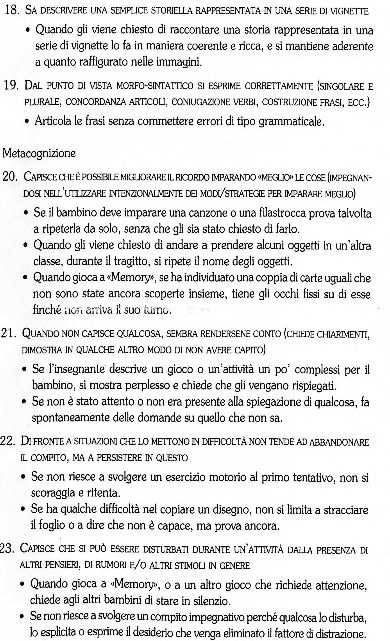 18. SA DESCRIVERE UNA SEMPLICE STORIELLA RAPPRESENTATA IN UNA SERIE DI VIGNETTE
• Quando gli viene chiesto di raccontare una storia rappresentata in una
serie di vignette lo fa in maniera coerente e ricca, e si mantiene aderente
a quanto raffigurato nelle immagini.
19. DAL PUNTO DI VISTA MORFO-SINTATTICO SI ESPRIME CORRETTAMENTE (SINGOLARE E
PLURALE, CONCORDANZA ARTICOLI, CONIUGAZIONE VERBI, COSTRUZIONE FRASI, ECC.)
• Articola le frasi senza commettere errori di tipo grammaticale.
Metacognizione
20. CAPISCE CHE È POSSIBILE MIGLIORARE IL RICORDO IMPARANDO «MEGLIO» LE COSE (IMPEGNAN-
DOSI NELL'UTILIZZARE INTENZIONALMENTE DEI MODI/STRATEGIE PER IMPARARE MEGLIO)
• Se il bambino deve imparare una canzone o una filastrocca prova talvolta
a ripeterla da solo, senza che gli sia stato chiesto di farlo.
• Quando gli viene chiesto di andare a prendere alcuni oggetti in un'altra
classe, durante il tragitto, si ripete il nome degli oggetti.
• Quando gioca a «Memory», se ha individuato una coppia di carte uguali che
non sono state ancora scoperte insieme, tiene gli occhi fissi su di esse
finché non arriva il suo turno.
21. QUANDO NON CAPISCE QUALCOSA, SEMBRA RENDERSENE CONTO (CHIEDE CHIARIMENTI,
DIMOSTRA IN QUALCHE ALTRO MODO DI NON AVERE CAPITO)
• Se l'insegnante descrive un gioco o un'attività un po' complessi per il
bambino, si mostra perplesso e chiede che gli vengano rispiegati.
• Se non è stato attento o non era presente alla spiegazione di qualcosa, fa
spontaneamente delle domande su quello che non sa.
22. DI FRONTE A SITUAZIONI CHE LO METTONO IN DIFFICOLTÀ NON TENDE AD ABBANDONARE
IL COMPITO, MA A PERSISTERE IN QUESTO
• Se non riesce a svolgere un esercizio motorio al primo tentativo, non si
scoraggia e ritenta.
• Se ha qualche difficoltà nel copiare un disegno, non si limita a stracciare
il foglio o a dire che non è capace, ma prova ancora.
23. CAPISCE CHE SI PUÒ ESSERE DISTURBATI DURANTE UN'ATTIVITÀ DALLA PRESENZA DI
ALTRI PENSIERI, DI RUMORI E/O ALTRI STIMOLI IN GENERE
• Quando gioca a «Memory», o a un altro gioco che richiede attenzione,
chiede agli altri bambini di stare in silenzio.
• Se non riesce a svolgere un compito impegnativo perché qualcosa lo disturba,
lo esplicita o esprime il desiderio che venga eliminato il fattore di distrazione.